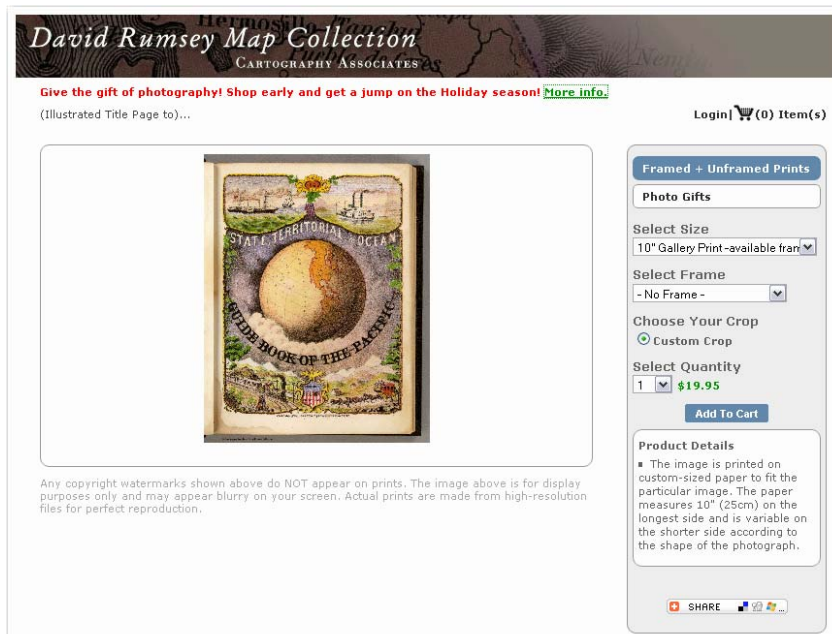 David Rumsey Map Collection
CARTOGRAPHY ASSOCIATES
Give the gift of photography! Shop early and get a jump on the Holiday season! More info.
(Illustrated Title Page to)...
Login| (0) Item(s)
STATE, TERRITORIAL & OCEAN
GUIDE BOOK OF THE PACIFIC
Any copyright watermarks shown above do NOT appear on prints. The image above is for display
purposes only and may appear blurry on your screen. Actual prints are made from high-resolution
files for perfect reproduction.
Framed + Unframed Prints
Photo Gifts
Select Size
10" Gallery Print-available fram
Select Frame
- No Frame -
Choose Your Crop
Custom Crop
Select Quantity
1 $19.95
Add To Cart
Product Details
▪ The image is printed on
custom-sized paper to fit the
particular image. The paper
measures 10" (25cm) on the
longest side and is variable on
the shorter side according to
the shape of the photograph.
SHARE